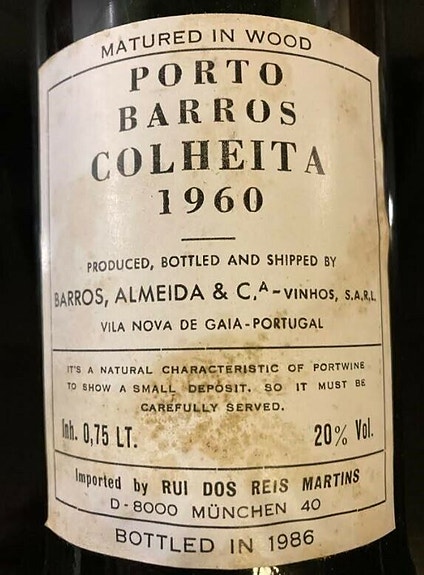 MATURED IN WOOD
PORTO
BARROS
COLHEITA
1960
PRODUCED, BOTTLED AND SHIPPED BY
BARROS, ALMEIDA & C.ᴬ - VINHOS, S.A.R.L.
VILA NOVA DE GAIA - PORTUGAL
IT'S A NATURAL CHARACTERISTIC OF PORTWINE
TO SHOW A SMALL DEPOSIT. SO IT MUST BE
CAREFULLY SERVED.
Inh. 0,75 LT. 20% Vol.
Imported by RUI DOS REIS MARTINS
D-8000 MÜNCHEN 40
BOTTLED IN 1986